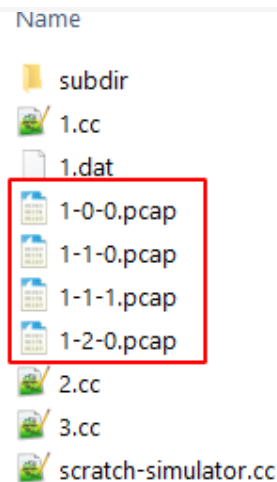 Name
subdir
1.cc
1.dat
1-0-0.pcap
1-1-0.pcap
1-1-1.pcap
1-2-0.pcap
2.cc
3.cc
scratch-simulator.cc